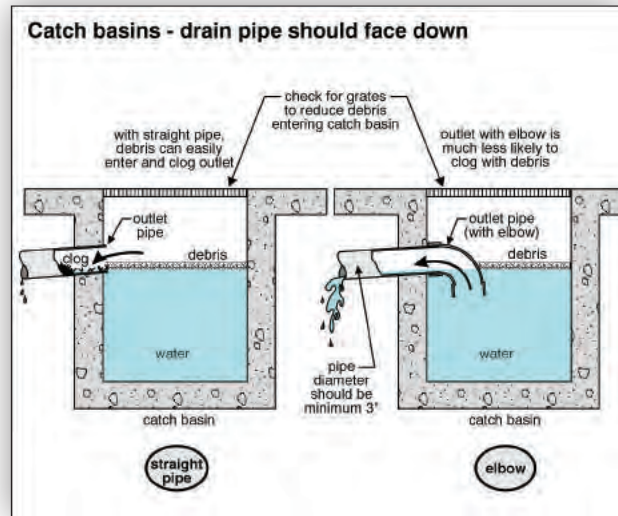 Catch basins - drain pipe should face down
check for grates
to reduce debris
entering catch basin
with straight pipe,
debris can easily
enter and clog outlet
outlet with elbow is
much less likely to
clog with debris
outlet
pipe
clog
debris
water
catch basin
straight
pipe
outlet pipe
(with elbow)
debris
water
pipe
diameter
should be
minimum 3"
catch basin
elbow